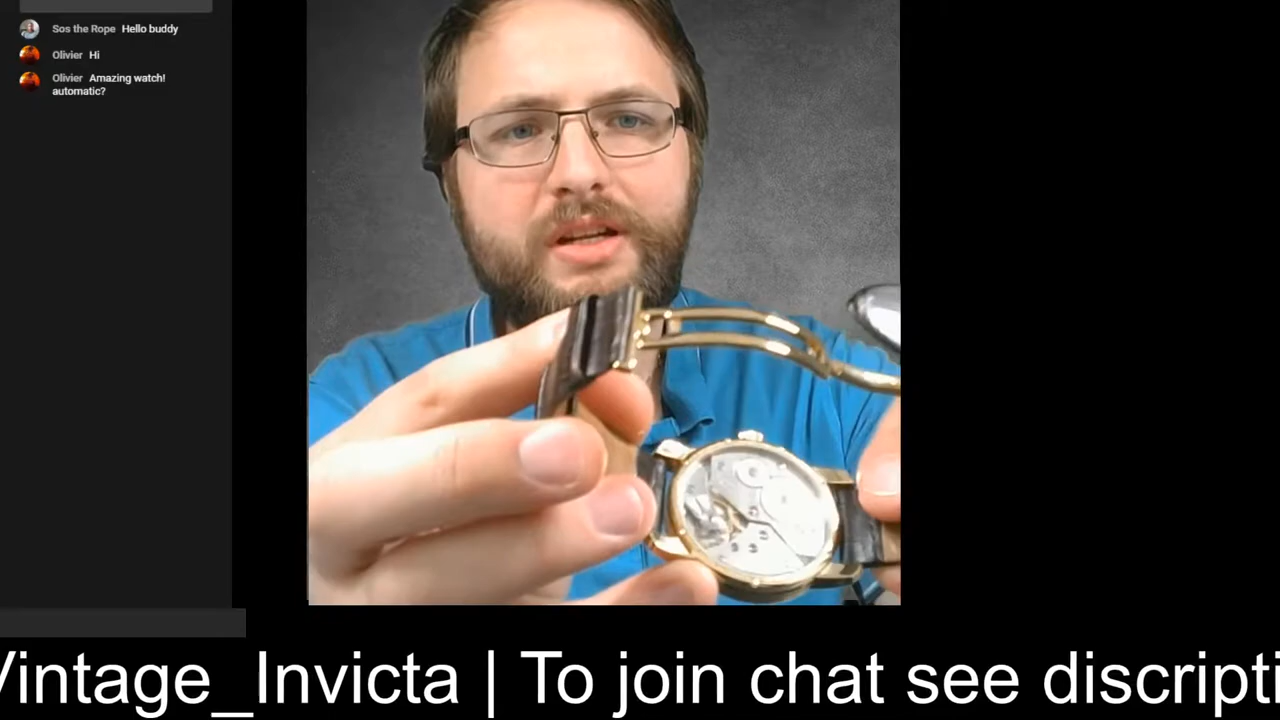 Sos the Rope Hello buddy
Olivier Hi
Olivier Amazing watch!
automatic?
Vintage_Invicta | To join chat see discripti